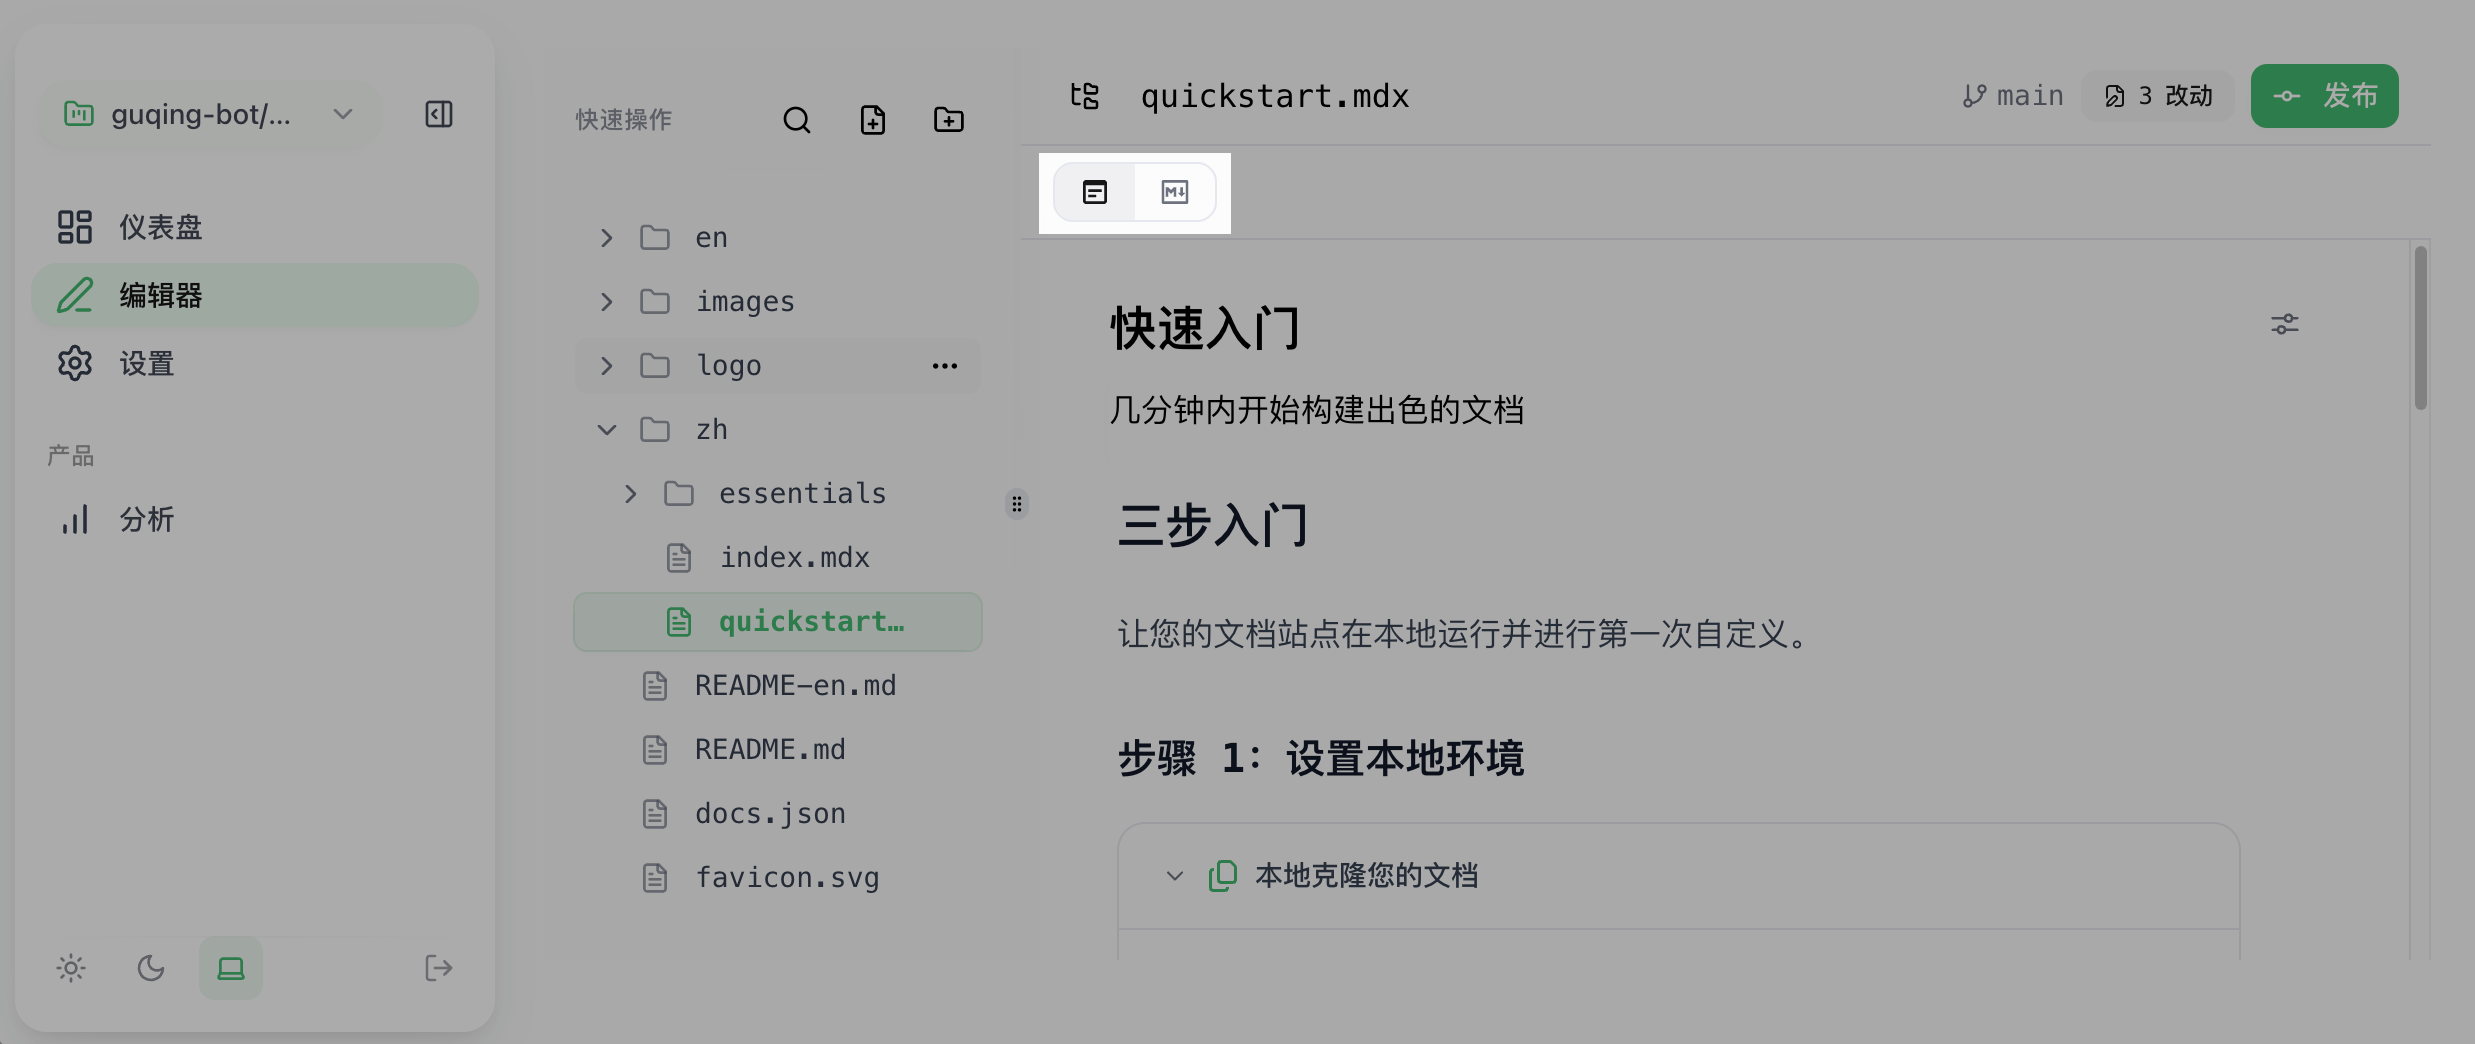 guqing-bot/...
仪表盘
编辑器
设置
产品
分析
快速操作
en
images
logo
zh
essentials
index.mdx
quickstart…
README-en.md
README.md
docs.json
favicon.svg
quickstart.mdx
main
3 改动
发布
快速入门
几分钟内开始构建出色的文档
三步入门
让您的文档站点在本地运行并进行第一次自定义。
步骤 1：设置本地环境
本地克隆您的文档